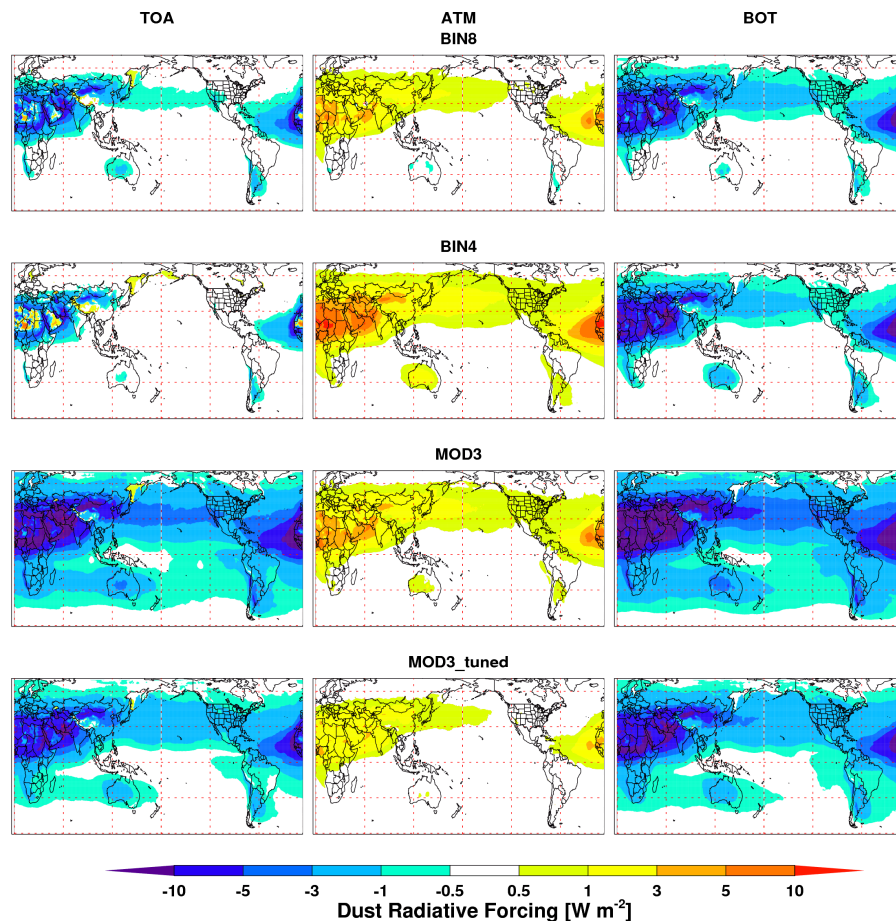 TOA ATM BOT
BIN8
BIN4
MOD3
MOD3_tuned
-10 -5 -3 -1 -0.5 0.5 1 3 5 10
Dust Radiative Forcing [W m⁻²]